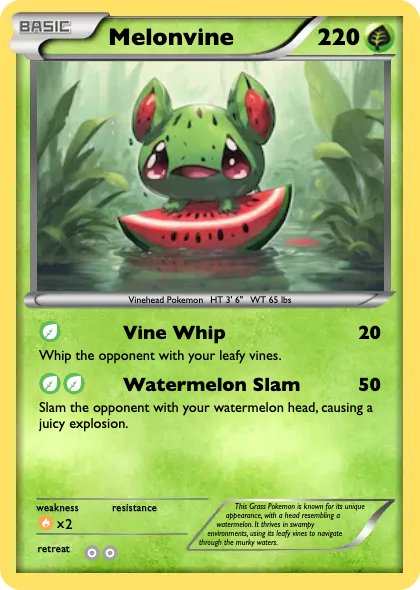 BASIC Melonvine 220
Vinehead Pokemon HT 3' 6" WT 65 lbs
Vine Whip 20
Whip the opponent with your leafy vines.
Watermelon Slam 50
Slam the opponent with your watermelon head, causing a
juicy explosion.
weakness resistance
x2
retreat
This Grass Pokemon is known for its unique
appearance, with a head resembling a
watermelon. It thrives in swampy
environments, using its leafy vines to navigate
through the murky waters.